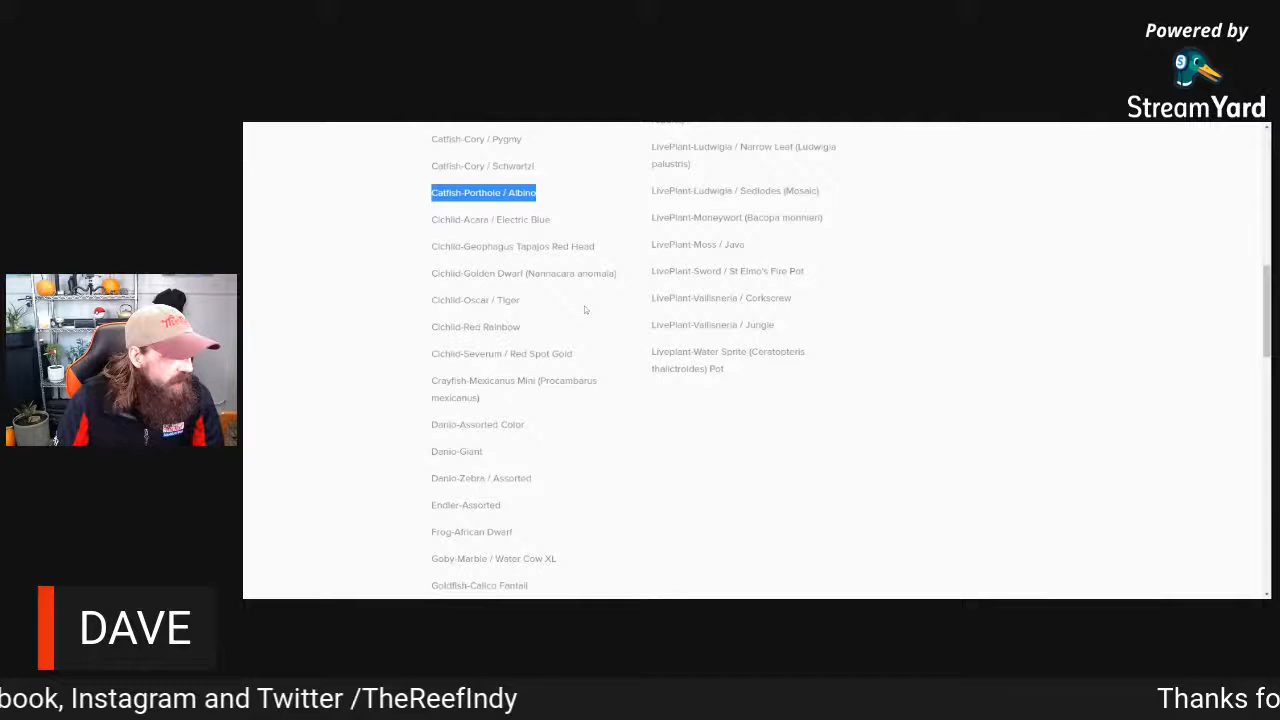 Powered by
StreamYard
Catfish-Cory / Pygmy
Catfish-Cory / Schwartzi
Catfish-Porthole / Albino
Cichlid-Acara / Electric Blue
Cichlid-Geophagus Tapajos Red Head
Cichlid-Golden Dwarf (Nannacara anomala)
Cichlid-Oscar / Tiger
Cichlid-Red Rainbow
Cichlid-Severum / Red Spot Gold
Crayfish-Mexicanus Mini (Procambarus
mexicanus)
Danio-Assorted Color
Danio-Giant
Danio-Zebra / Assorted
Endler-Assorted
Frog-African Dwarf
Goby-Marble / Water Cow XL
Goldfish-Calico Fantail
LivePlant-Ludwigia / Narrow Leaf (Ludwigia
palustris)
LivePlant-Ludwigia / Sediodes (Mosaic)
LivePlant-Moneywort (Bacopa monnieri)
LivePlant-Moss / Java
LivePlant-Sword / St Elmo's Fire Pot
LivePlant-Vallisneria / Corkscrew
LivePlant-Vallisneria / Jungle
Liveplant-Water Sprite (Ceratopteris
thalictroides) Pot
DAVE
book, Instagram and Twitter /TheReefIndy
Thanks fo